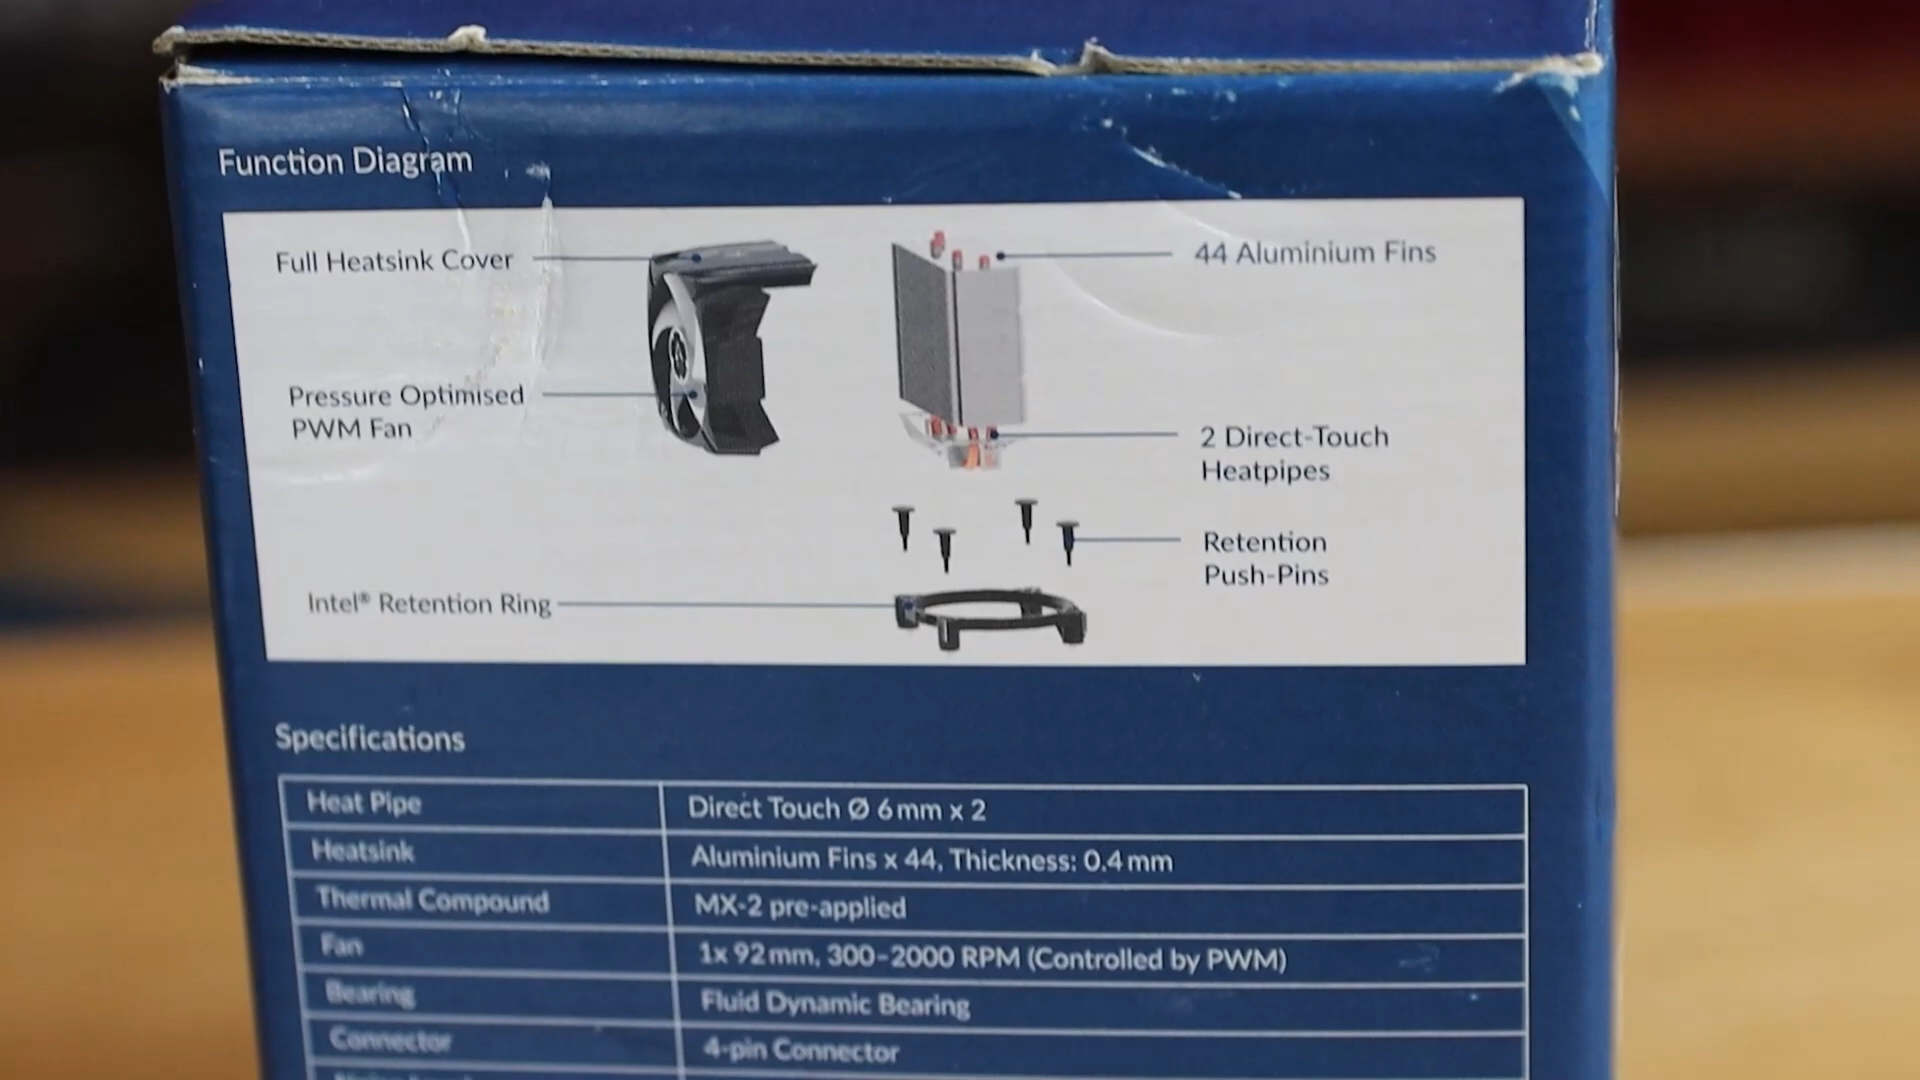 Function Diagram
Full Heatsink Cover
44 Aluminium Fins
Pressure Optimised
PWM Fan
2 Direct-Touch
Heatpipes
Retention
Push-Pins
Intel® Retention Ring
Specifications
Heat Pipe Direct Touch Ø 6 mm x 2
Heatsink Aluminium Fins x 44, Thickness: 0.4 mm
Thermal Compound MX-2 pre-applied
Fan 1x 92 mm, 300-2000 RPM (Controlled by PWM)
Bearing Fluid Dynamic Bearing
Connector 4-pin Connector